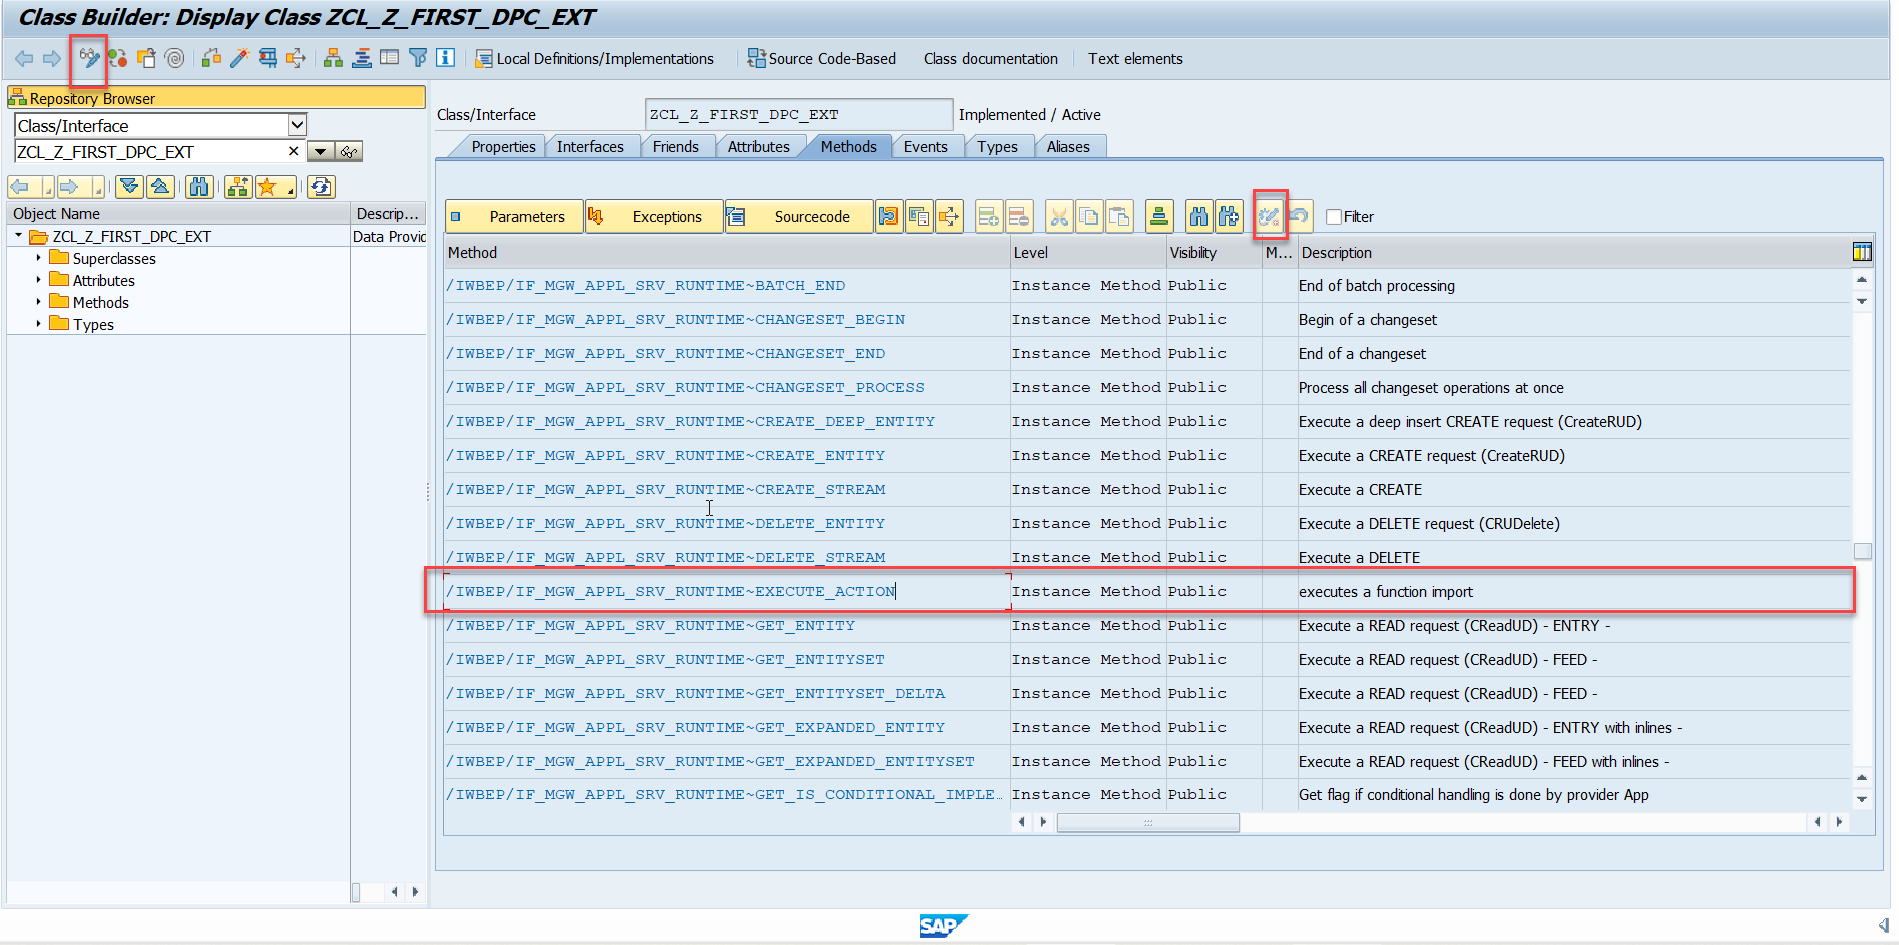 Class Builder: Display Class ZCL_Z_FIRST_DPC_EXT
Local Definitions/Implementations Source Code-Based Class documentation Text elements
Repository Browser
Class/Interface
ZCL_Z_FIRST_DPC_EXT
Object Name Descrip...
ZCL_Z_FIRST_DPC_EXT Data Provid
Superclasses
Attributes
Methods
Types
Class/Interface ZCL_Z_FIRST_DPC_EXT Implemented / Active
Properties Interfaces Friends Attributes Methods Events Types Aliases
Parameters Exceptions Sourcecode Filter
Method Level Visibility M... Description
/IWBEP/IF_MGW_APPL_SRV_RUNTIME~BATCH_END Instance Method Public End of batch processing
/IWBEP/IF_MGW_APPL_SRV_RUNTIME~CHANGESET_BEGIN Instance Method Public Begin of a changeset
/IWBEP/IF_MGW_APPL_SRV_RUNTIME~CHANGESET_END Instance Method Public End of a changeset
/IWBEP/IF_MGW_APPL_SRV_RUNTIME~CHANGESET_PROCESS Instance Method Public Process all changeset operations at once
/IWBEP/IF_MGW_APPL_SRV_RUNTIME~CREATE_DEEP_ENTITY Instance Method Public Execute a deep insert CREATE request (CreateRUD)
/IWBEP/IF_MGW_APPL_SRV_RUNTIME~CREATE_ENTITY Instance Method Public Execute a CREATE request (CreateRUD)
/IWBEP/IF_MGW_APPL_SRV_RUNTIME~CREATE_STREAM Instance Method Public Execute a CREATE
/IWBEP/IF_MGW_APPL_SRV_RUNTIME~DELETE_ENTITY Instance Method Public Execute a DELETE request (CRUDelete)
/IWBEP/IF_MGW_APPL_SRV_RUNTIME~DELETE_STREAM Instance Method Public Execute a DELETE
/IWBEP/IF_MGW_APPL_SRV_RUNTIME~EXECUTE_ACTION Instance Method Public executes a function import
/IWBEP/IF_MGW_APPL_SRV_RUNTIME~GET_ENTITY Instance Method Public Execute a READ request (CReadUD) - ENTRY -
/IWBEP/IF_MGW_APPL_SRV_RUNTIME~GET_ENTITYSET Instance Method Public Execute a READ request (CReadUD) - FEED -
/IWBEP/IF_MGW_APPL_SRV_RUNTIME~GET_ENTITYSET_DELTA Instance Method Public Execute a READ request (CReadUD) - FEED -
/IWBEP/IF_MGW_APPL_SRV_RUNTIME~GET_EXPANDED_ENTITY Instance Method Public Execute a READ request (CReadUD) - ENTRY with inlines -
/IWBEP/IF_MGW_APPL_SRV_RUNTIME~GET_EXPANDED_ENTITYSET Instance Method Public Execute a READ request (CReadUD) - FEED with inlines -
/IWBEP/IF_MGW_APPL_SRV_RUNTIME~GET_IS_CONDITIONAL_IMPLE... Instance Method Public Get flag if conditional handling is done by provider App
SAP